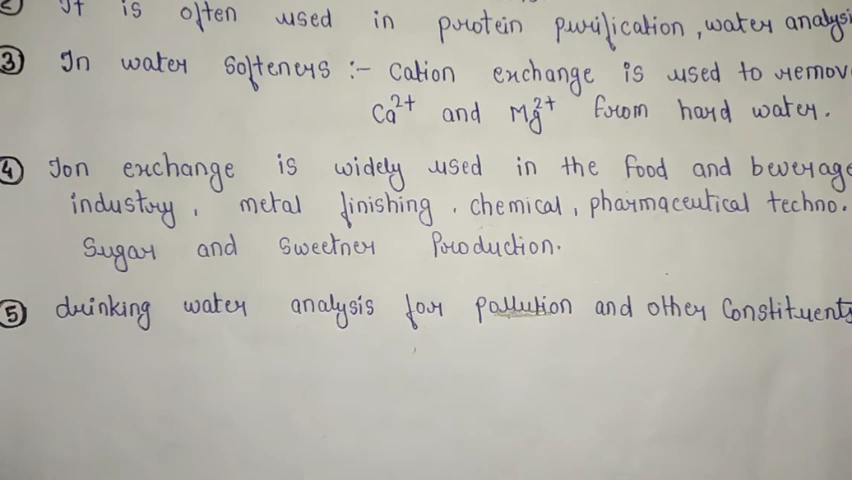 ② It is often used in protein purification, water analysi
③ In water softeners :- Cation exchange is used to remov
Ca²⁺ and Mg²⁺ from hard water.
④ Ion exchange is widely used in the food and beverage
industry, metal finishing, chemical, pharmaceutical techno.
Sugar and Sweetner Production.
⑤ drinking water analysis for pollution and other Constituents